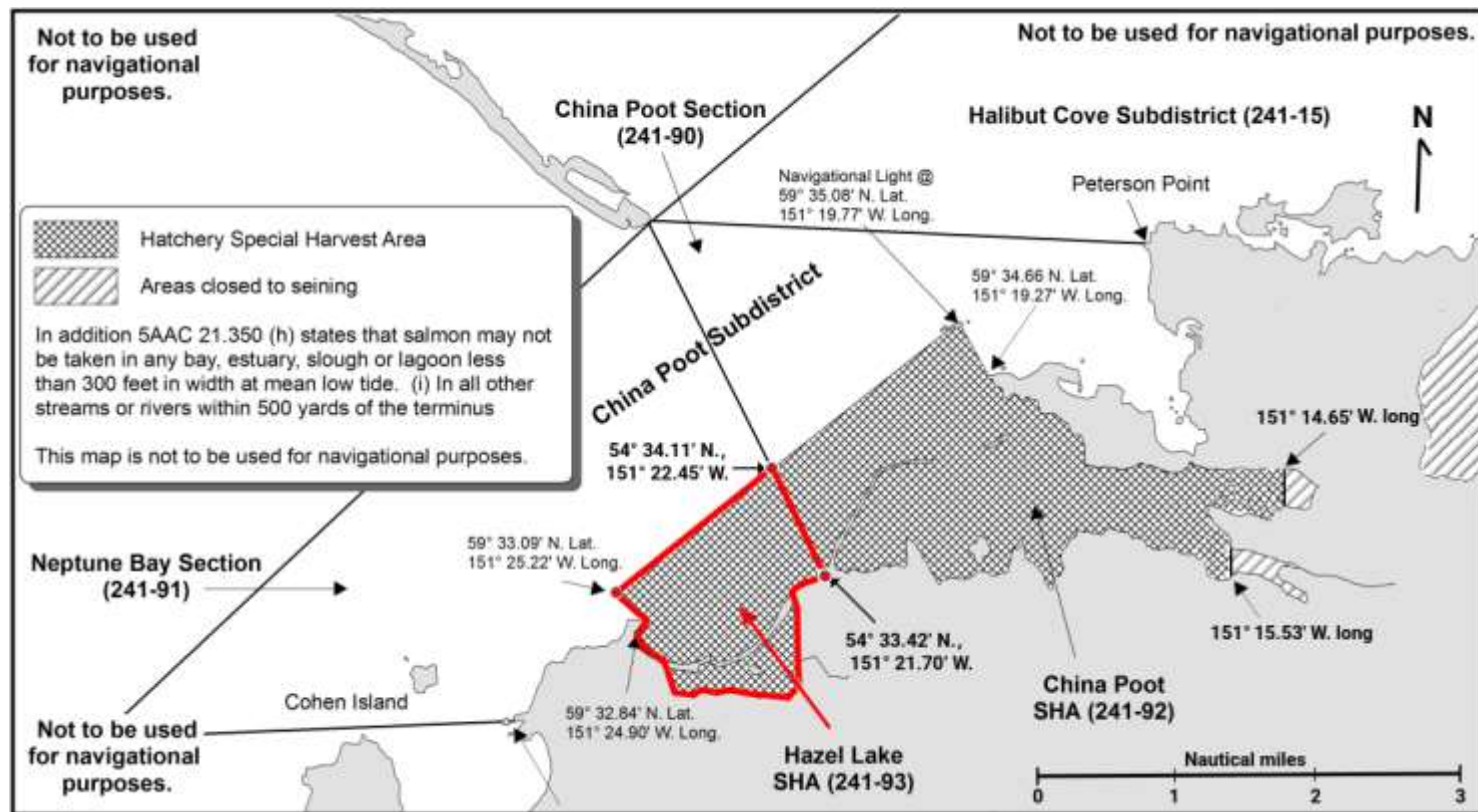 Not to be used
for navigational
purposes.
Not to be used for navigational purposes.
China Poot Section
(241-90)
Halibut Cove Subdistrict (241-15)
N
Navigational Light @
59° 35.08' N. Lat.
151° 19.77' W. Long.
Peterson Point
59° 34.66 N. Lat.
151° 19.27' W. Long.
Hatchery Special Harvest Area
Areas closed to seining
In addition 5AAC 21.350 (h) states that salmon may not
be taken in any bay, estuary, slough or lagoon less
than 300 feet in width at mean low tide. (i) In all other
streams or rivers within 500 yards of the terminus
This map is not to be used for navigational purposes.
China Poot Subdistrict
54° 34.11' N.,
151° 22.45' W.
151° 14.65' W. long
59° 33.09' N. Lat.
151° 25.22' W. Long.
Neptune Bay Section
(241-91)
54° 33.42' N.,
151° 21.70' W.
151° 15.53' W. long
Cohen Island
59° 32.84' N. Lat.
151° 24.90' W. Long.
China Poot
SHA (241-92)
Not to be used
for navigational
purposes.
Hazel Lake
SHA (241-93)
Nautical miles
0 1 2 3